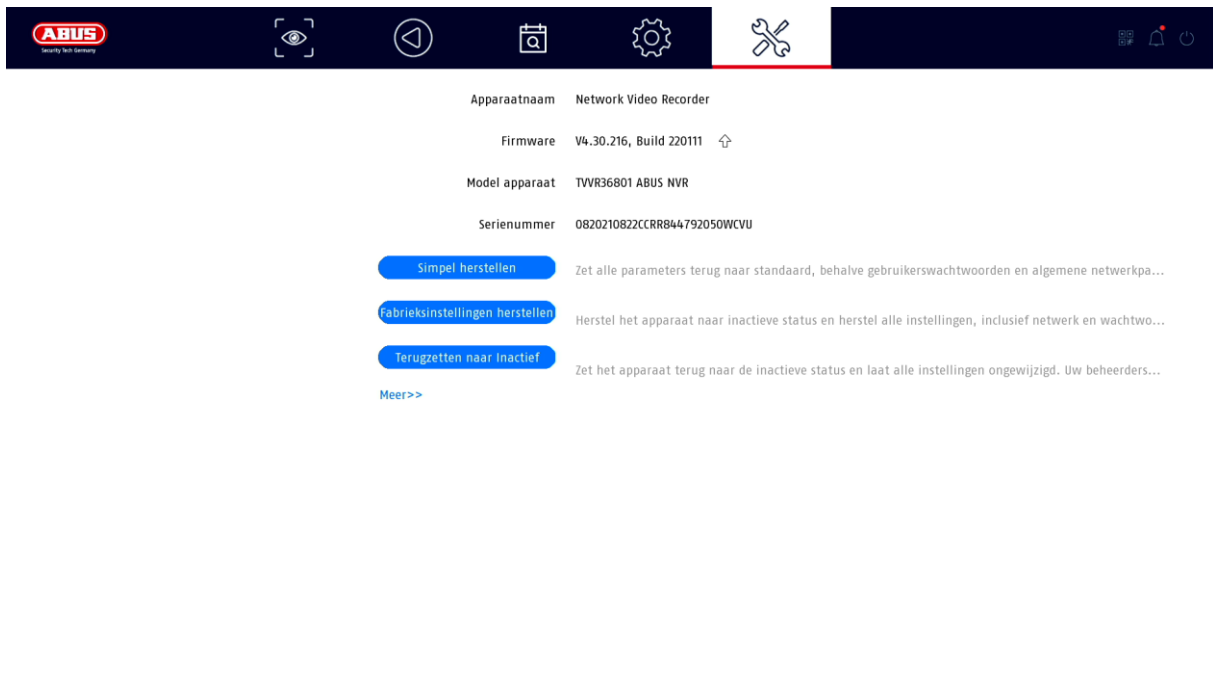 ABUS
Security Tech Germany
Apparaatnaam Network Video Recorder
Firmware V4.30.216, Build 220111
Model apparaat TVVR36801 ABUS NVR
Serienummer 0820210822CCRR844792050WCVU
Simpel herstellen Zet alle parameters terug naar standaard, behalve gebruikerswachtwoorden en algemene netwerkpa...
Fabrieksinstellingen herstellen Herstel het apparaat naar inactieve status en herstel alle instellingen, inclusief netwerk en wachtwo...
Terugzetten naar Inactief Zet het apparaat terug naar de inactieve status en laat alle instellingen ongewijzigd. Uw beheerders...
Meer>>